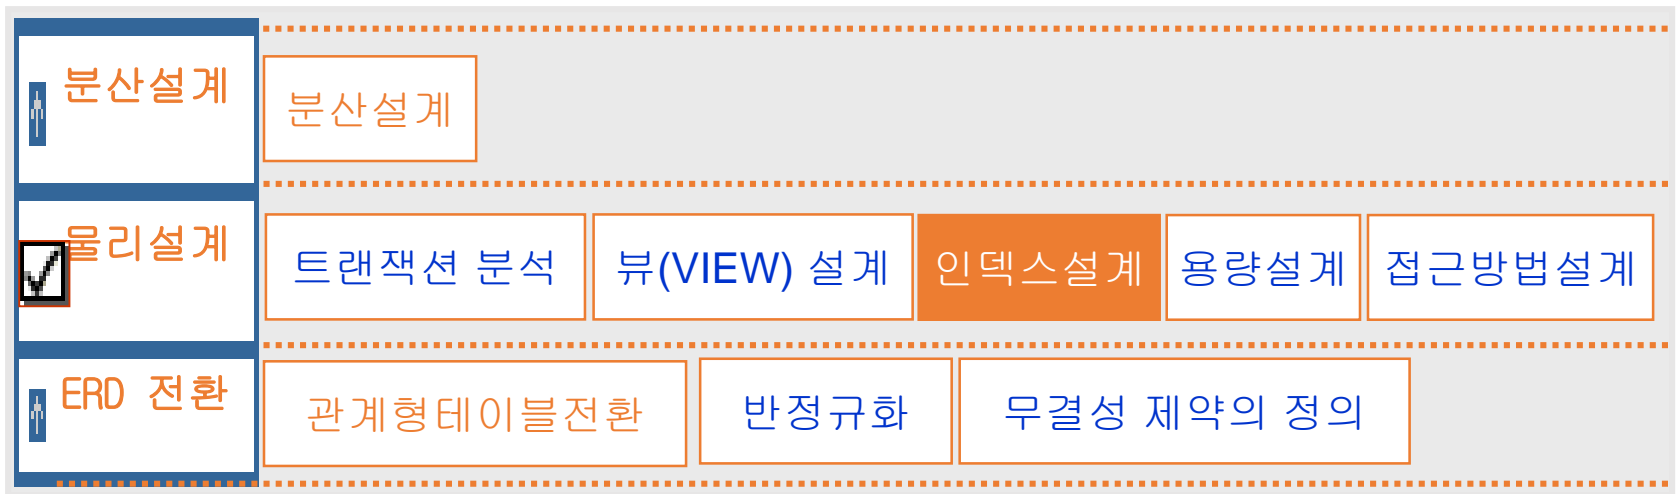 분산설계
분산설계
물리설계
트랜잭션 분석
뷰(VIEW) 설계
인덱스설계
용량설계
접근방법설계
ERD 전환
관계형테이블전환
반정규화
무결성 제약의 정의